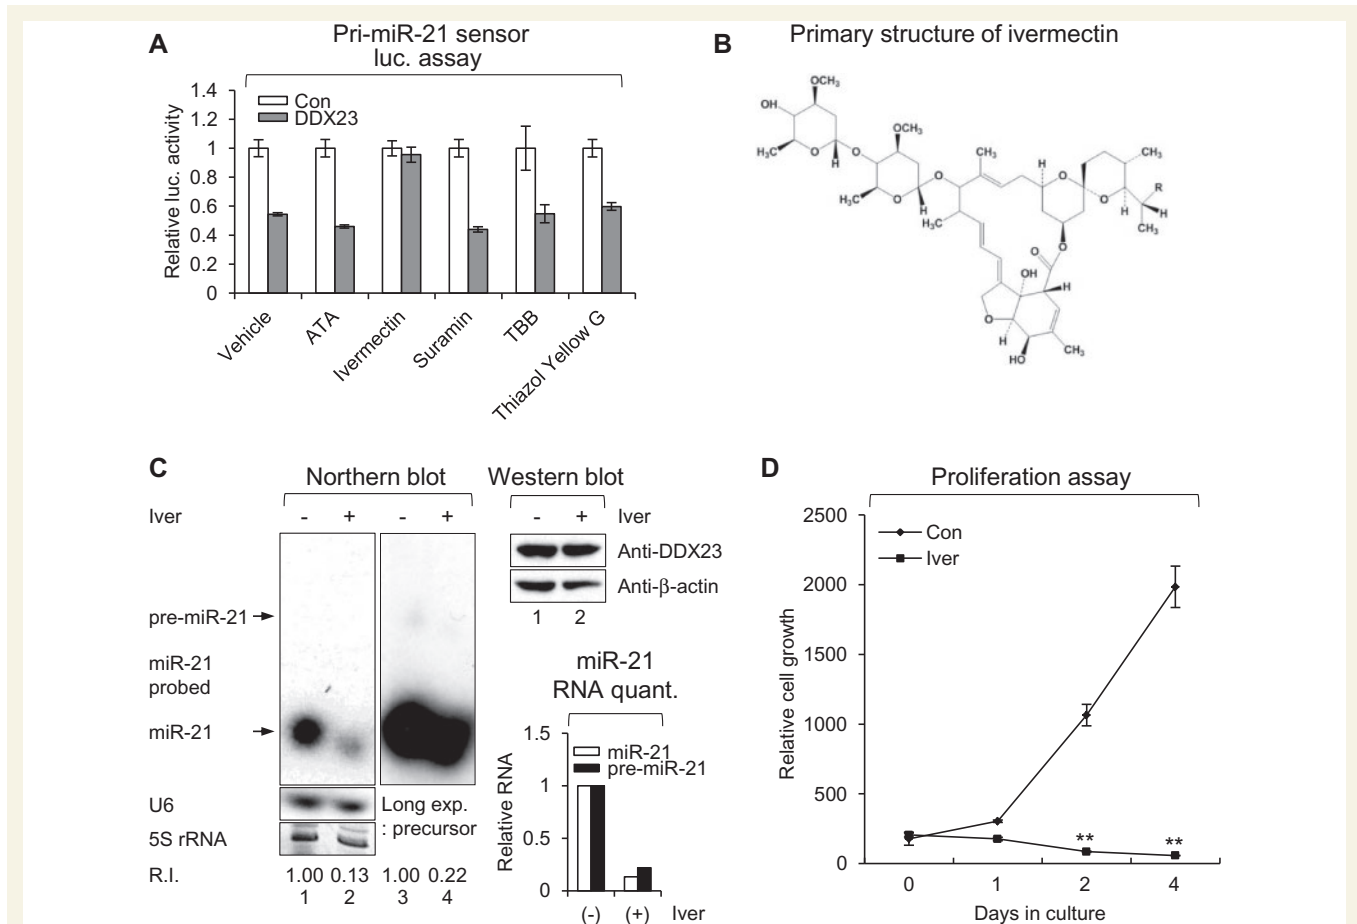 A
Pri-miR-21 sensor
luc. assay
Relative luc. activity
1.4
1.2
1
0.8
0.6
0.4
0.2
0
Con
DDX23
Vehicle
ATA
Ivermectin
Suramin
TBB
Thiazol Yellow G
B
Primary structure of ivermectin
OCH3
OH
OCH3
H3C
O
O
H
H3C
O
H
O
CH3
H3C
H
O
O
CH3
R
H
H
CH3
O
O
OH
H
O
H
HO
CH3
C
Northern blot
Iver
- + - +
pre-miR-21
miR-21
probed
miR-21
U6
5S rRNA
Long exp.
: precursor
R.I.
1.00 0.13 1.00 0.22
1 2 3 4
Western blot
- + Iver
Anti-DDX23
Anti-β-actin
1 2
miR-21
RNA quant.
Relative RNA
1.5
1
0.5
0
miR-21
pre-miR-21
(-) (+) Iver
D
Proliferation assay
Relative cell growth
2500
2000
1500
1000
500
0
Con
Iver
** **
0 1 2 4
Days in culture